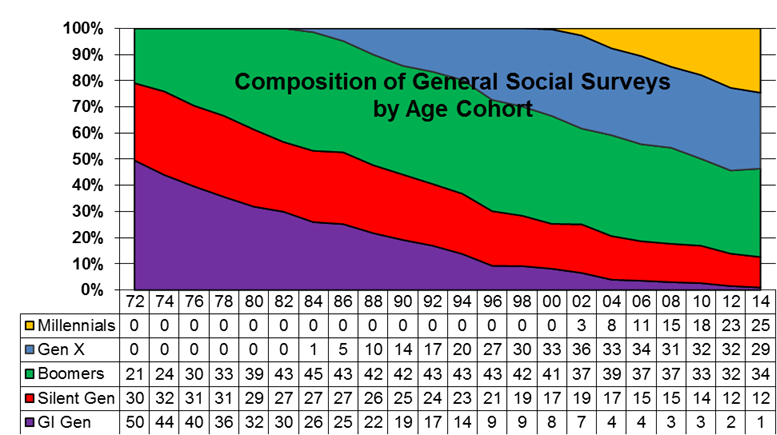 100%
90%
80%
70%
60%
50%
40%
30%
20%
10%
0%
Composition of General Social Surveys
by Age Cohort
72 74 76 78 80 82 84 86 88 90 92 94 96 98 00 02 04 06 08 10 12 14
Millennials 0 0 0 0 0 0 0 0 0 0 0 0 0 0 0 3 8 11 15 18 23 25
Gen X 0 0 0 0 0 0 1 5 10 14 17 20 27 30 33 36 33 34 31 32 32 29
Boomers 21 24 30 33 39 43 45 43 42 42 43 43 43 42 41 37 39 37 37 33 32 34
Silent Gen 30 32 31 31 29 27 27 27 26 25 24 23 21 19 17 19 17 15 15 14 12 12
GI Gen 50 44 40 36 32 30 26 25 22 19 17 14 9 9 8 7 4 4 3 3 2 1